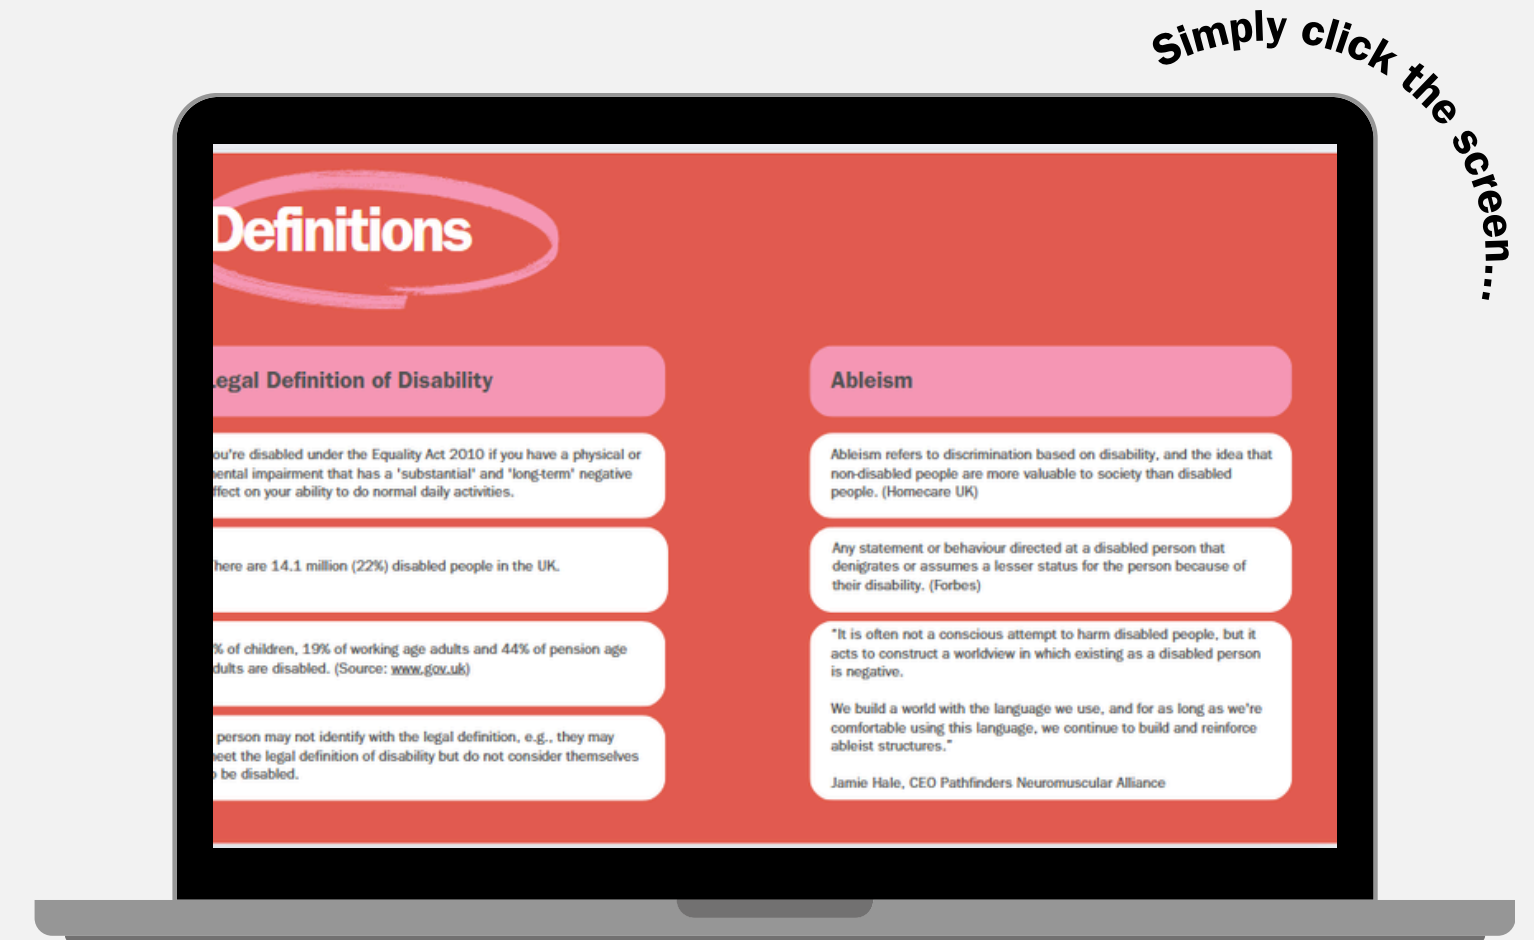 Simply click the screen...
Definitions
Legal Definition of Disability
ou're disabled under the Equality Act 2010 if you have a physical or
ental impairment that has a 'substantial' and 'long-term' negative
ffect on your ability to do normal daily activities.
here are 14.1 million (22%) disabled people in the UK.
% of children, 19% of working age adults and 44% of pension age
dults are disabled. (Source: www.gov.uk)
person may not identify with the legal definition, e.g., they may
eet the legal definition of disability but do not consider themselves
o be disabled.
Ableism
Ableism refers to discrimination based on disability, and the idea that
non-disabled people are more valuable to society than disabled
people. (Homecare UK)
Any statement or behaviour directed at a disabled person that
denigrates or assumes a lesser status for the person because of
their disability. (Forbes)
"It is often not a conscious attempt to harm disabled people, but it
acts to construct a worldview in which existing as a disabled person
is negative.
We build a world with the language we use, and for as long as we're
comfortable using this language, we continue to build and reinforce
ableist structures."
Jamie Hale, CEO Pathfinders Neuromuscular Alliance